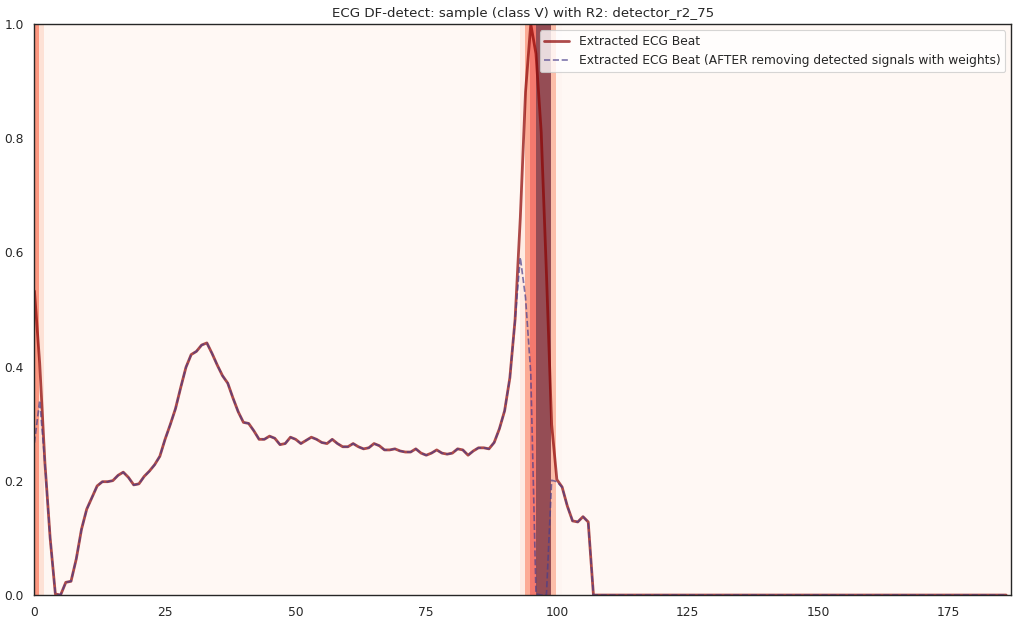 ECG DF-detect: sample (class V) with R2: detector_r2_75
1.0
Extracted ECG Beat
Extracted ECG Beat (AFTER removing detected signals with weights)
0.8
0.6
0.4
0.2
0.0
0 25 50 75 100 125 150 175